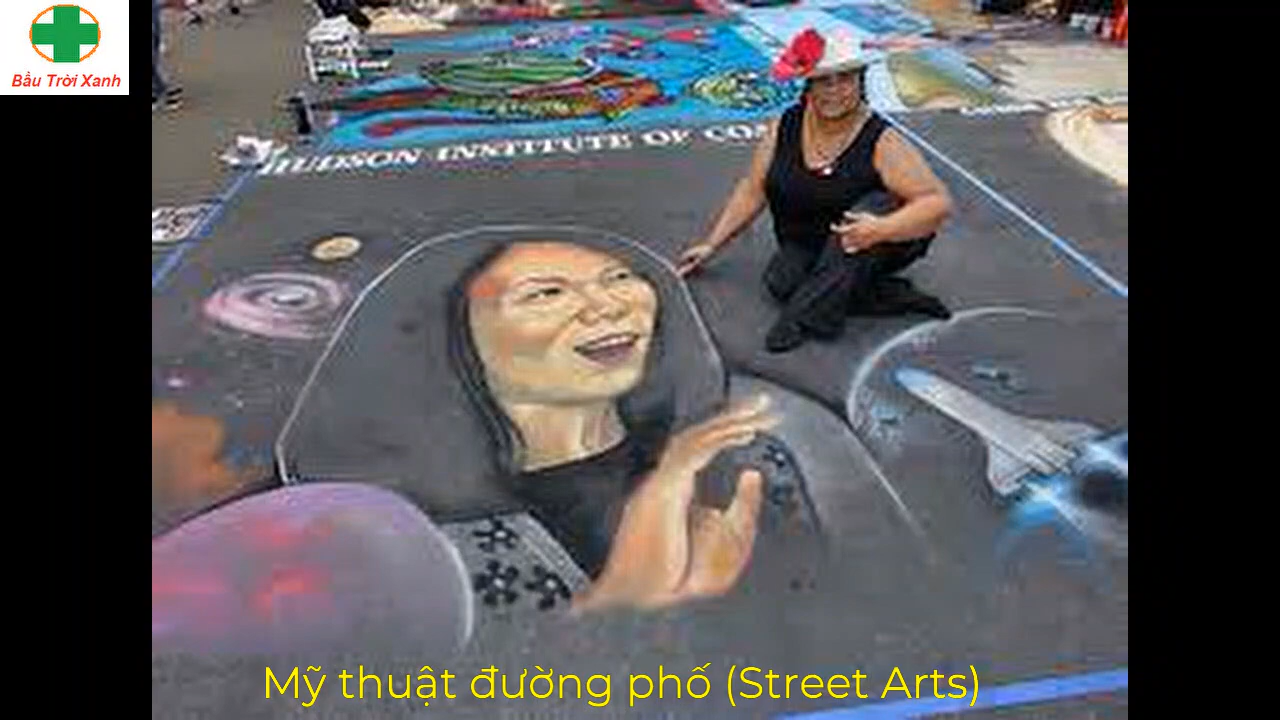 Bầu Trời Xanh
HUDSON INSTITUTE OF
Mỹ thuật đường phố (Street Arts)